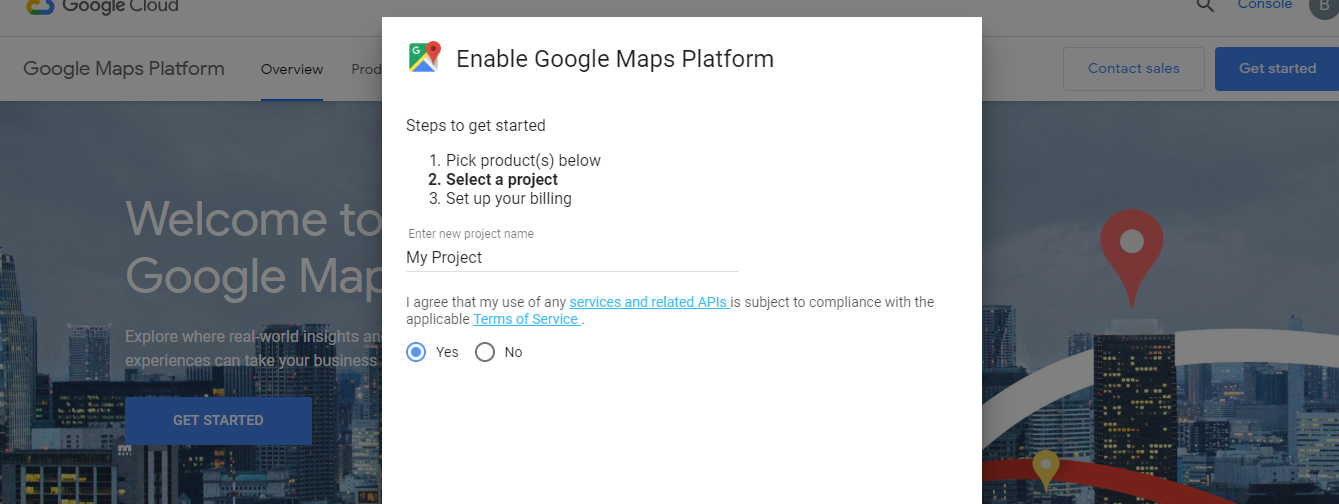 Google Cloud
Console
B
Google Maps Platform
Overview
Prod
Contact sales
Get started
Welcome to
Google Map
Explore where real-world insights an
experiences can take your business
GET STARTED
G
Enable Google Maps Platform
Steps to get started
1. Pick product(s) below
2. Select a project
3. Set up your billing
Enter new project name
My Project
I agree that my use of any services and related APIs is subject to compliance with the
applicable Terms of Service .
Yes
No